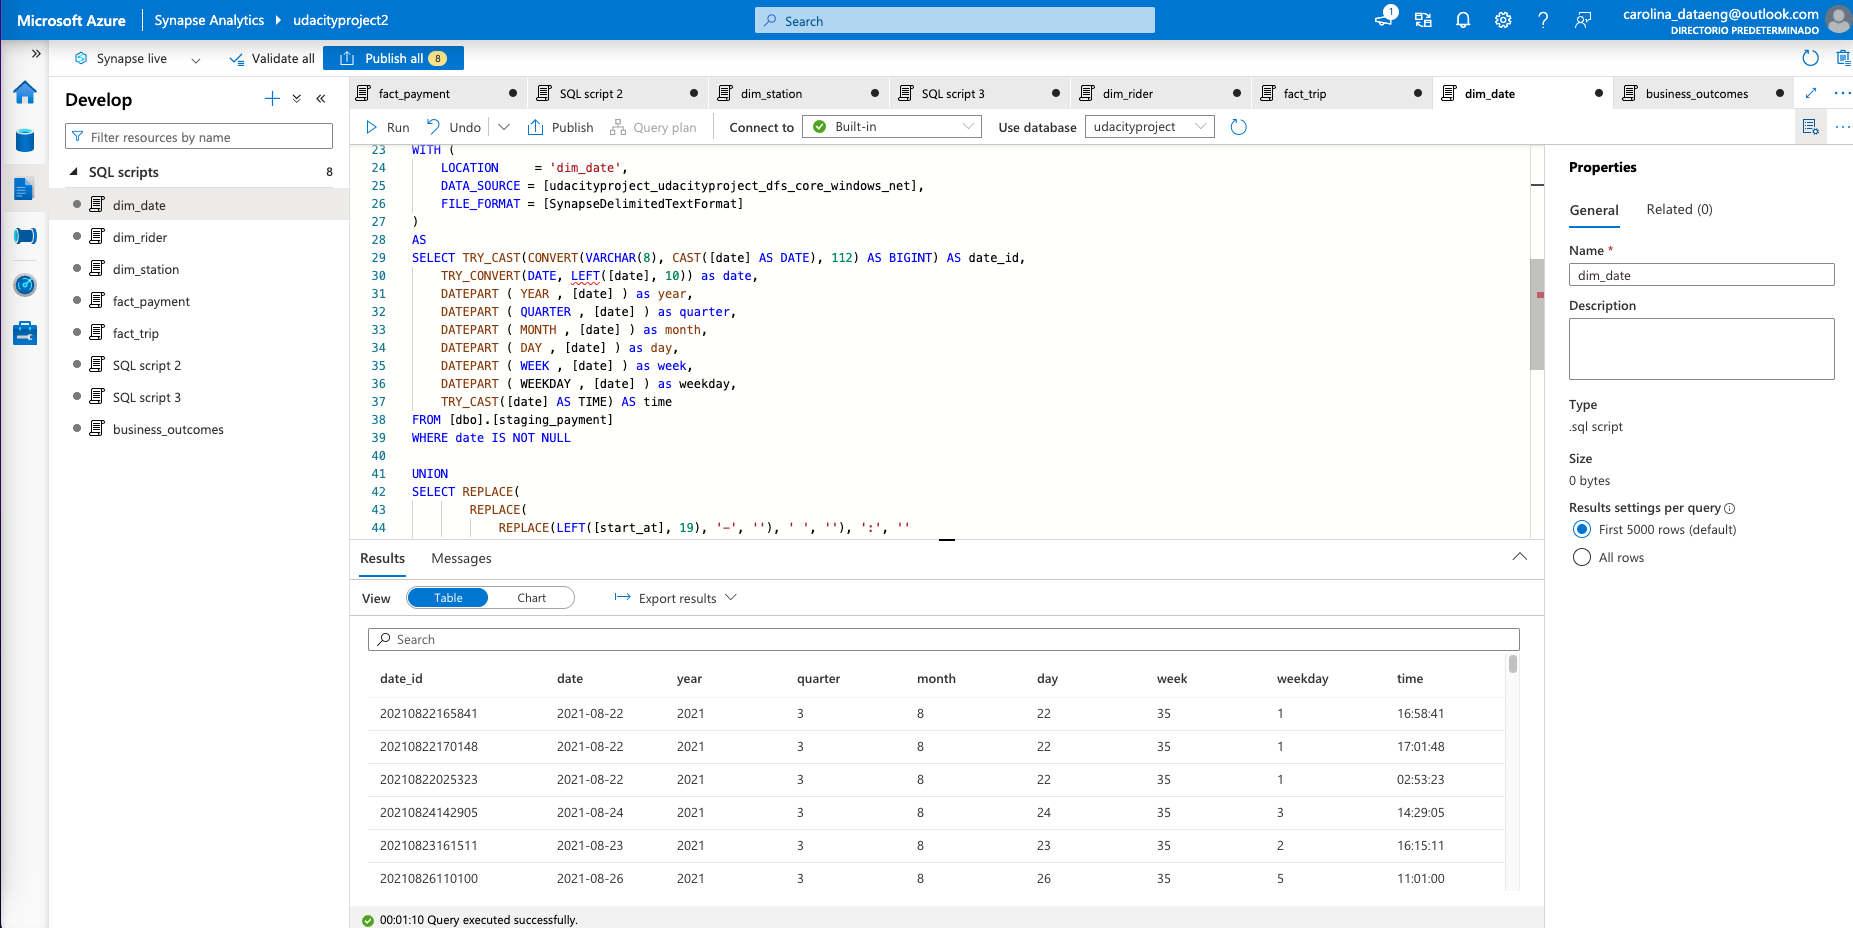 Microsoft Azure
Synapse Analytics
udacityproject2
Search
1
carolina_dataeng@outlook.com
DIRECTORIO PREDETERMINADO
Synapse live
Validate all
Publish all
8
Develop
Filter resources by name
SQL scripts
8
dim_date
dim_rider
dim_station
fact_payment
fact_trip
SQL script 2
SQL script 3
business_outcomes
fact_payment
SQL script 2
dim_station
SQL script 3
dim_rider
fact_trip
dim_date
business_outcomes
Run
Undo
Publish
Query plan
Connect to
Built-in
Use database
udacityproject
23 WITH (
24 LOCATION = 'dim_date',
25 DATA_SOURCE = [udacityproject_udacityproject_dfs_core_windows_net],
26 FILE_FORMAT = [SynapseDelimitedTextFormat]
27 )
28 AS
29 SELECT TRY_CAST(CONVERT(VARCHAR(8), CAST([date] AS DATE), 112) AS BIGINT) AS date_id,
30 TRY_CONVERT(DATE, LEFT([date], 10)) as date,
31 DATEPART ( YEAR , [date] ) as year,
32 DATEPART ( QUARTER , [date] ) as quarter,
33 DATEPART ( MONTH , [date] ) as month,
34 DATEPART ( DAY , [date] ) as day,
35 DATEPART ( WEEK , [date] ) as week,
36 DATEPART ( WEEKDAY , [date] ) as weekday,
37 TRY_CAST([date] AS TIME) AS time
38 FROM [dbo].[staging_payment]
39 WHERE date IS NOT NULL
40
41 UNION
42 SELECT REPLACE(
43 REPLACE(
44 REPLACE(LEFT([start_at], 19), '-', ''), ' ', ''), ':', ''
Results
Messages
View
Table
Chart
Export results
Search
date_id date year quarter month day week weekday time
20210822165841 2021-08-22 2021 3 8 22 35 1 16:58:41
20210822170148 2021-08-22 2021 3 8 22 35 1 17:01:48
20210822025323 2021-08-22 2021 3 8 22 35 1 02:53:23
20210824142905 2021-08-24 2021 3 8 24 35 3 14:29:05
20210823161511 2021-08-23 2021 3 8 23 35 2 16:15:11
20210826110100 2021-08-26 2021 3 8 26 35 5 11:01:00
00:01:10 Query executed successfully.
Properties
General
Related (0)
Name *
dim_date
Description
Type
.sql script
Size
0 bytes
Results settings per query
First 5000 rows (default)
All rows